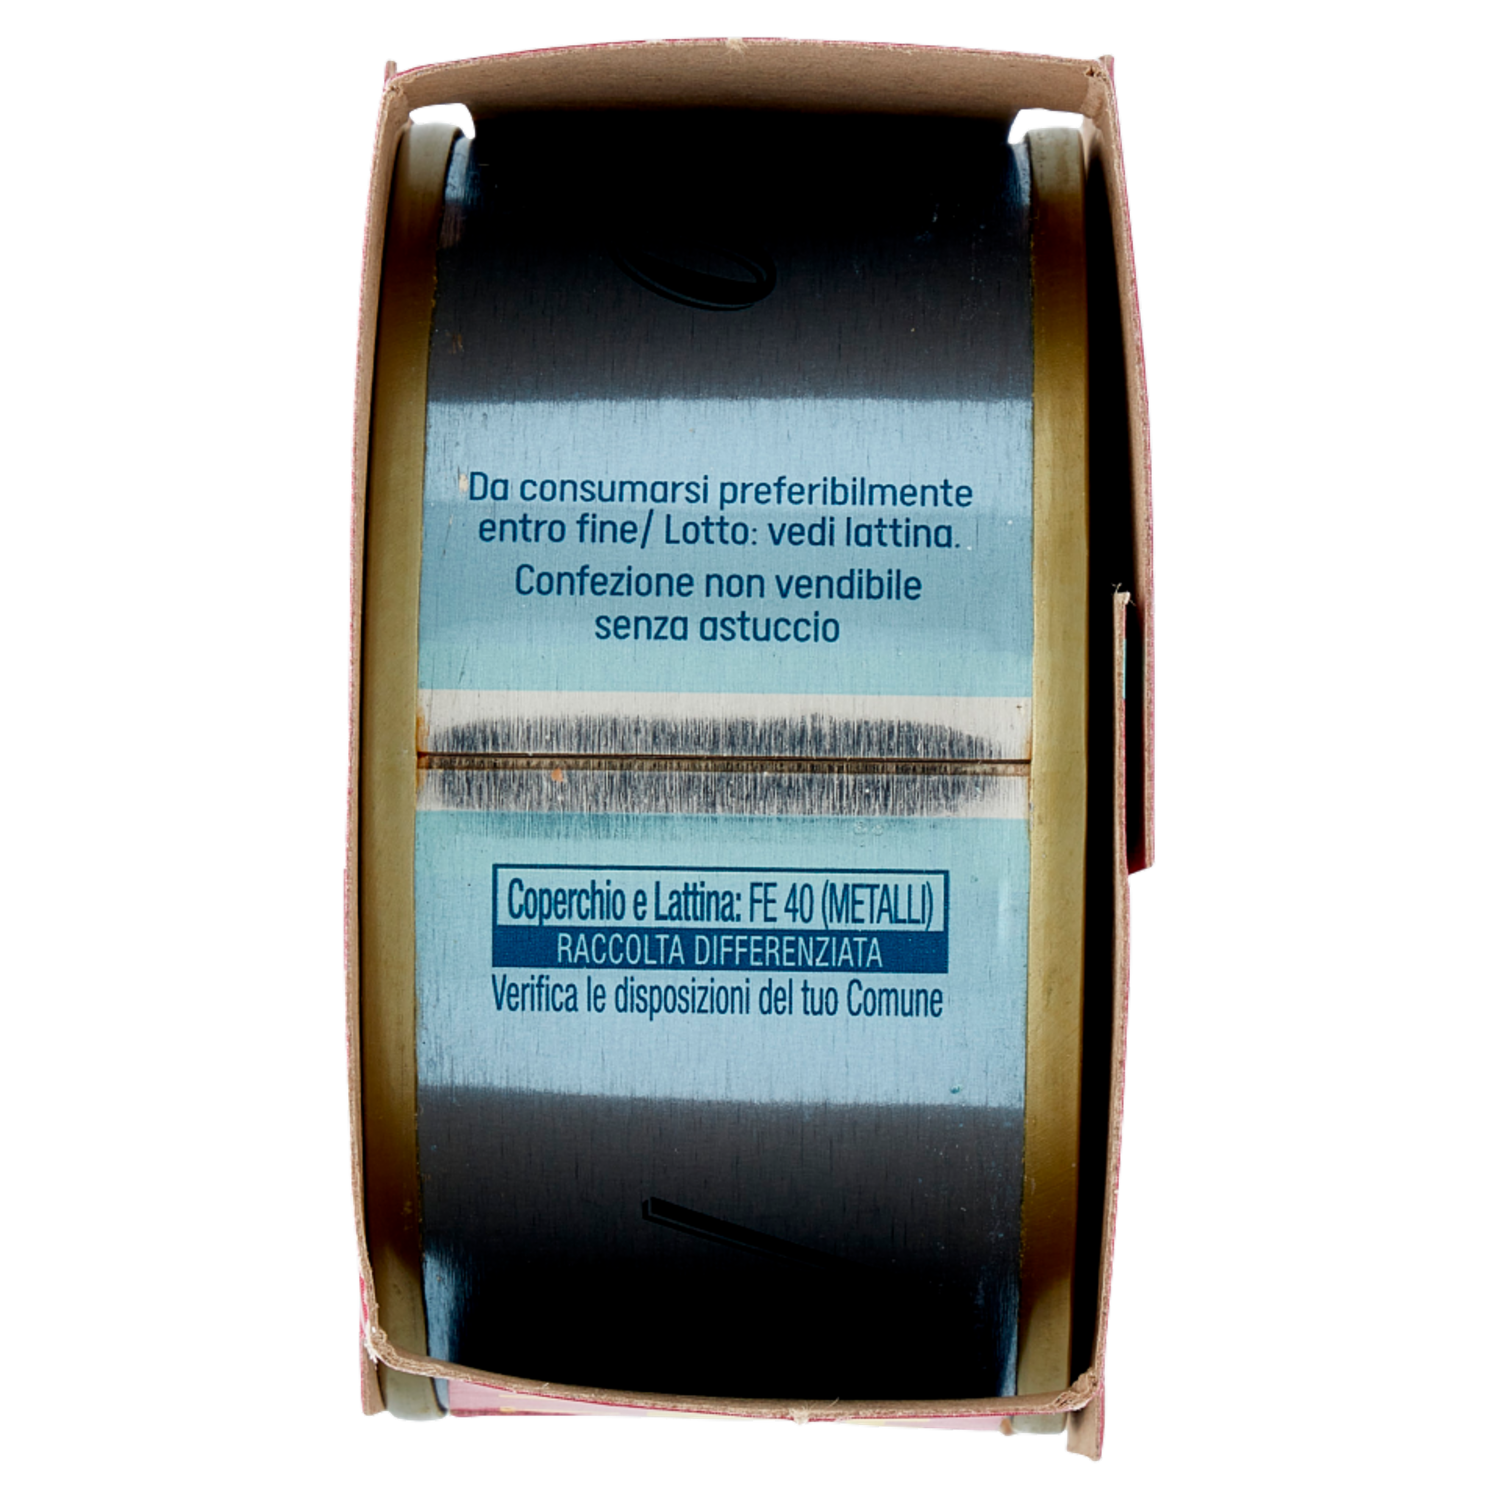 Da consumarsi preferibilmente
entro fine/ Lotto: vedi lattina.
Confezione non vendibile
senza astuccio
Coperchio e Lattina: FE 40 (METALLI)
RACCOLTA DIFFERENZIATA
Verifica le disposizioni del tuo Comune